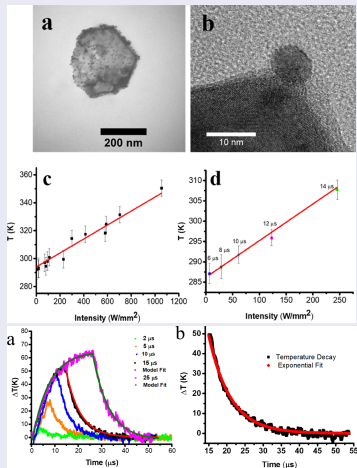 a
200 nm
b
10 nm
c
T (K)
360
340
320
300
280
0 200 400 600 800 1000 1200
Intensity (W/mm²)
d
T (K)
310
305
300
295
290
285
6 µs
8 µs
10 µs
12 µs
14 µs
0 50 100 150 200 250
Intensity (W/mm²)
a
ΔT(K)
80
70
60
50
40
30
20
10
0
2 µs
5 µs
10 µs
15 µs
Model Fit
25 µs
Model Fit
0 10 20 30 40 50 60
Time (µs)
b
ΔT(K)
50
40
30
20
10
0
Temperature Decay
Exponential Fit
15 20 25 30 35 40 45 50 55
Time (µs)